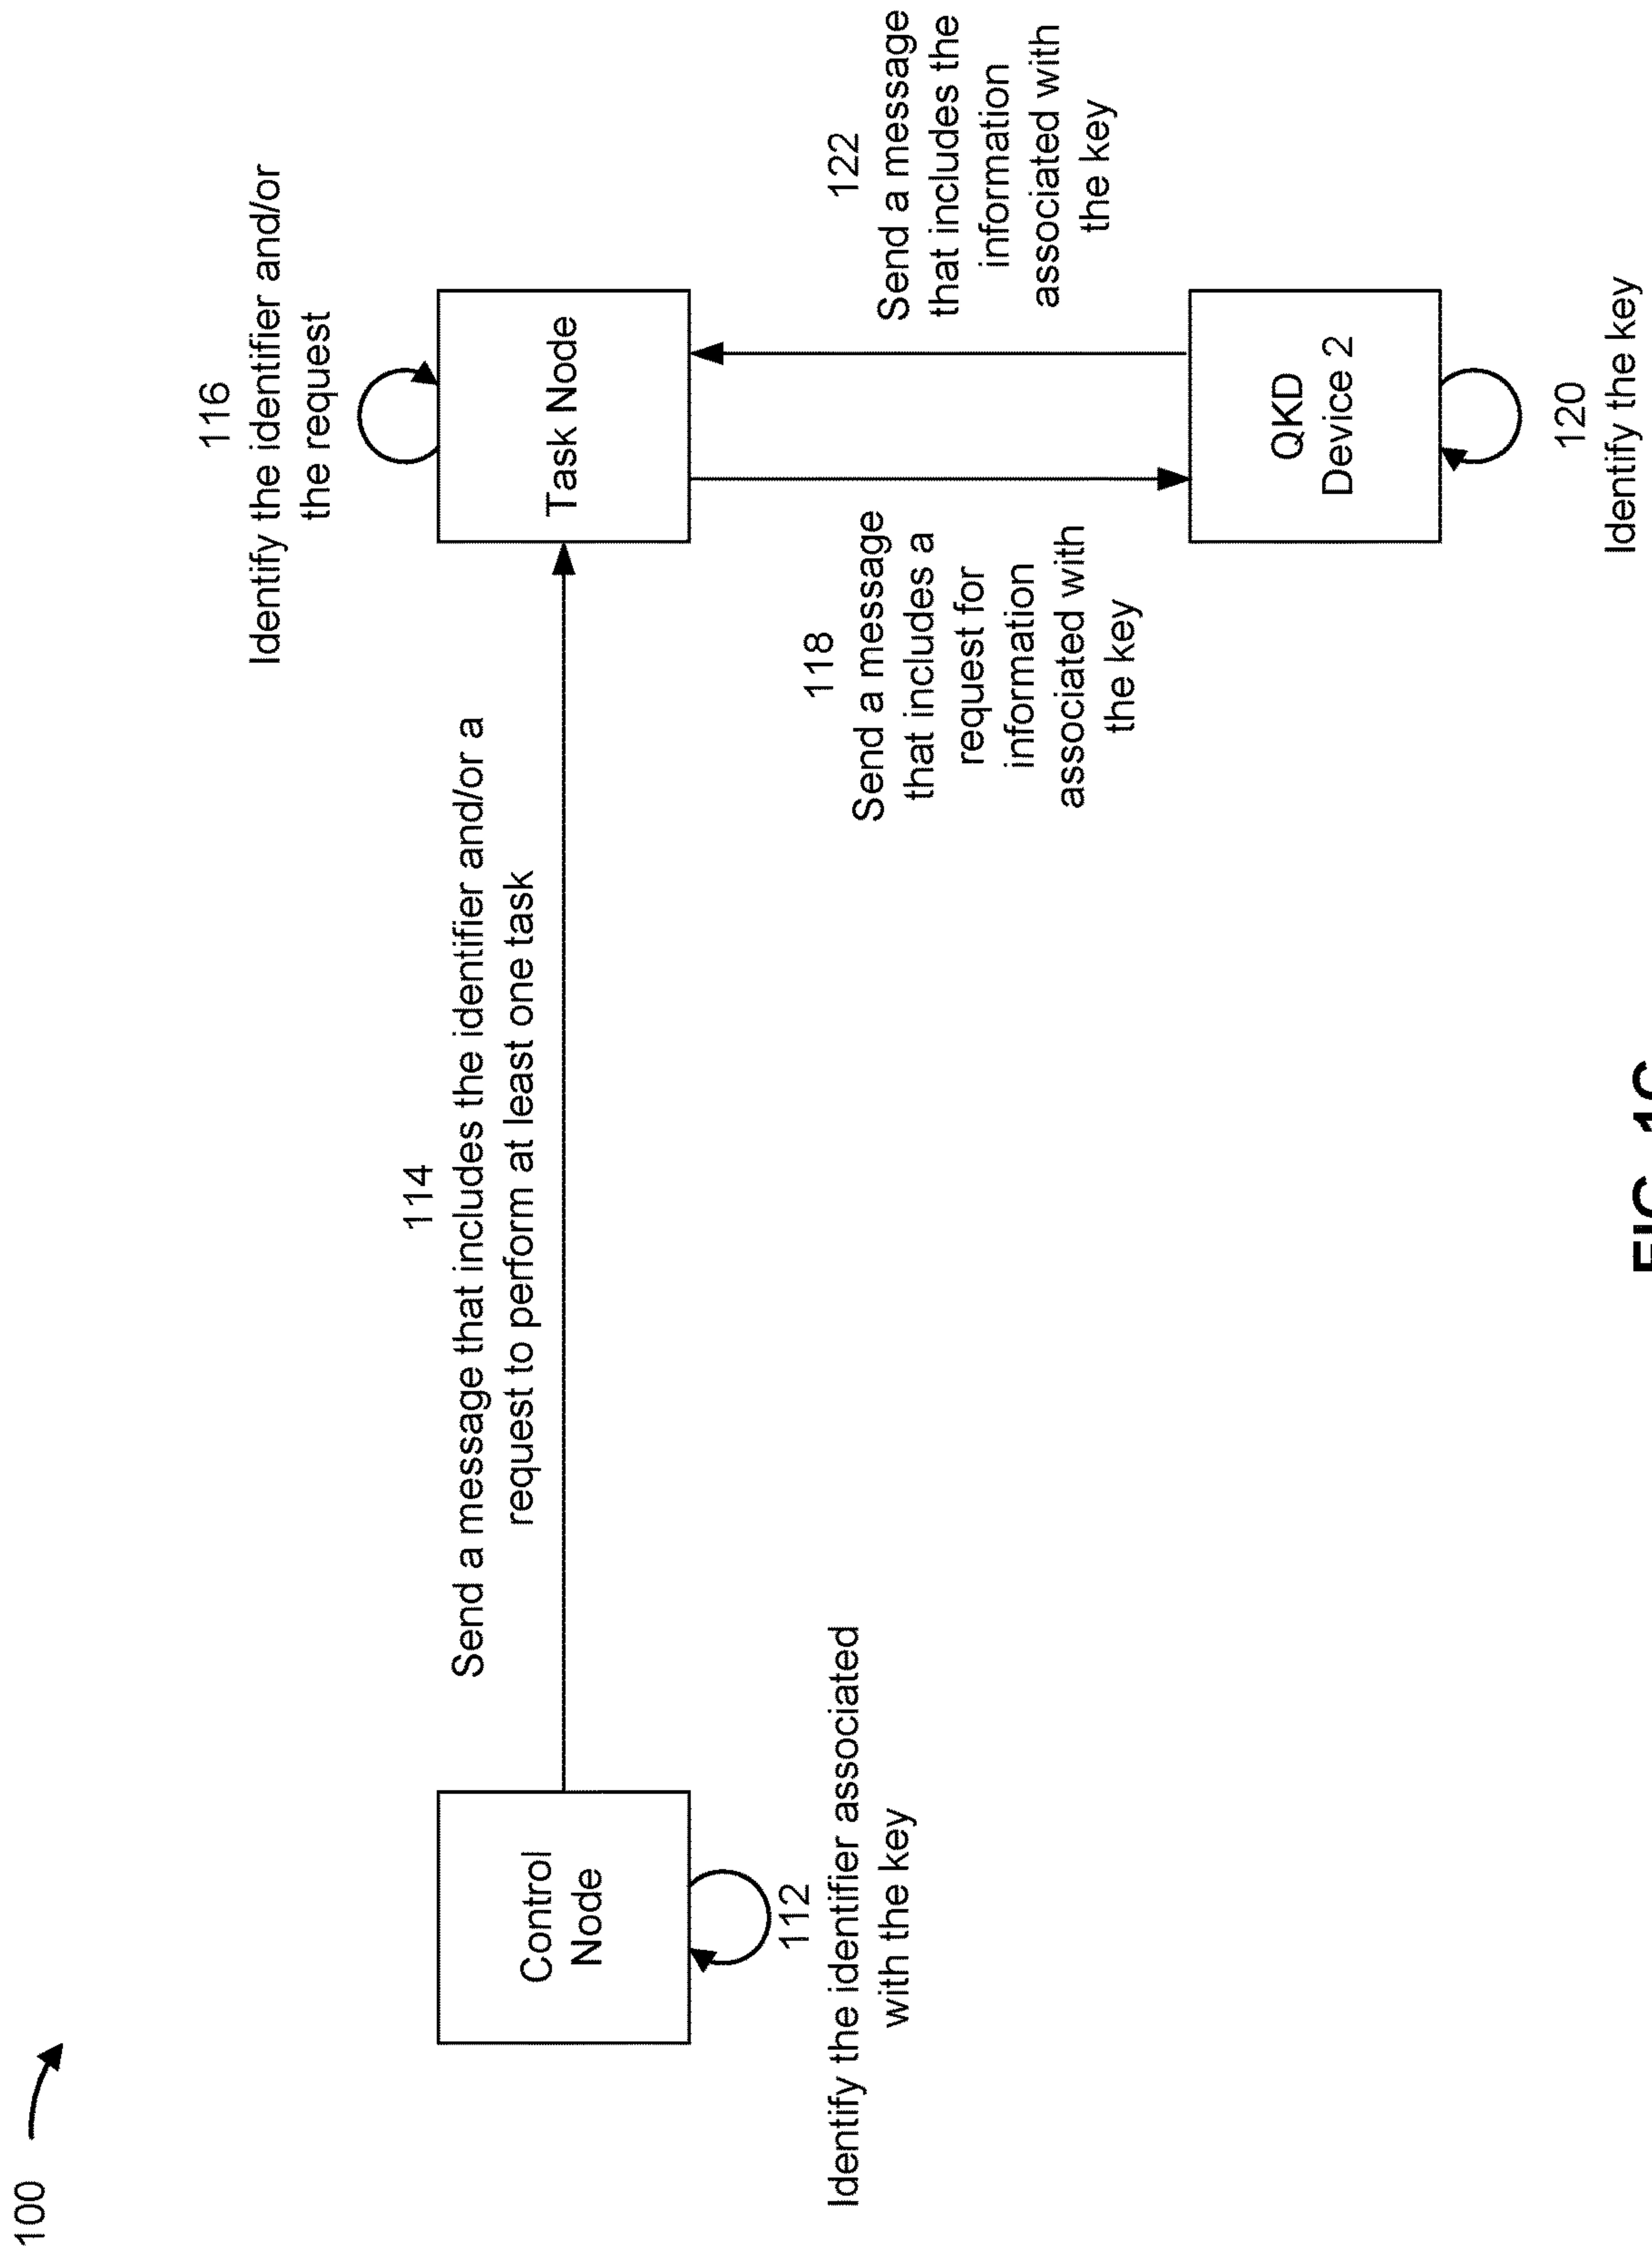 100
116
Identify the identifier and/or
the request
114
Send a message that includes the identifier and/or a
request to perform at least one task
Control
Node
Task Node
112
Identify the identifier associated
with the key
118
Send a message
that includes a
request for
information
associated with
the key
122
Send a message
that includes the
information
associated with
the key
QKD
Device 2
120
Identify the key
FIG. 1C